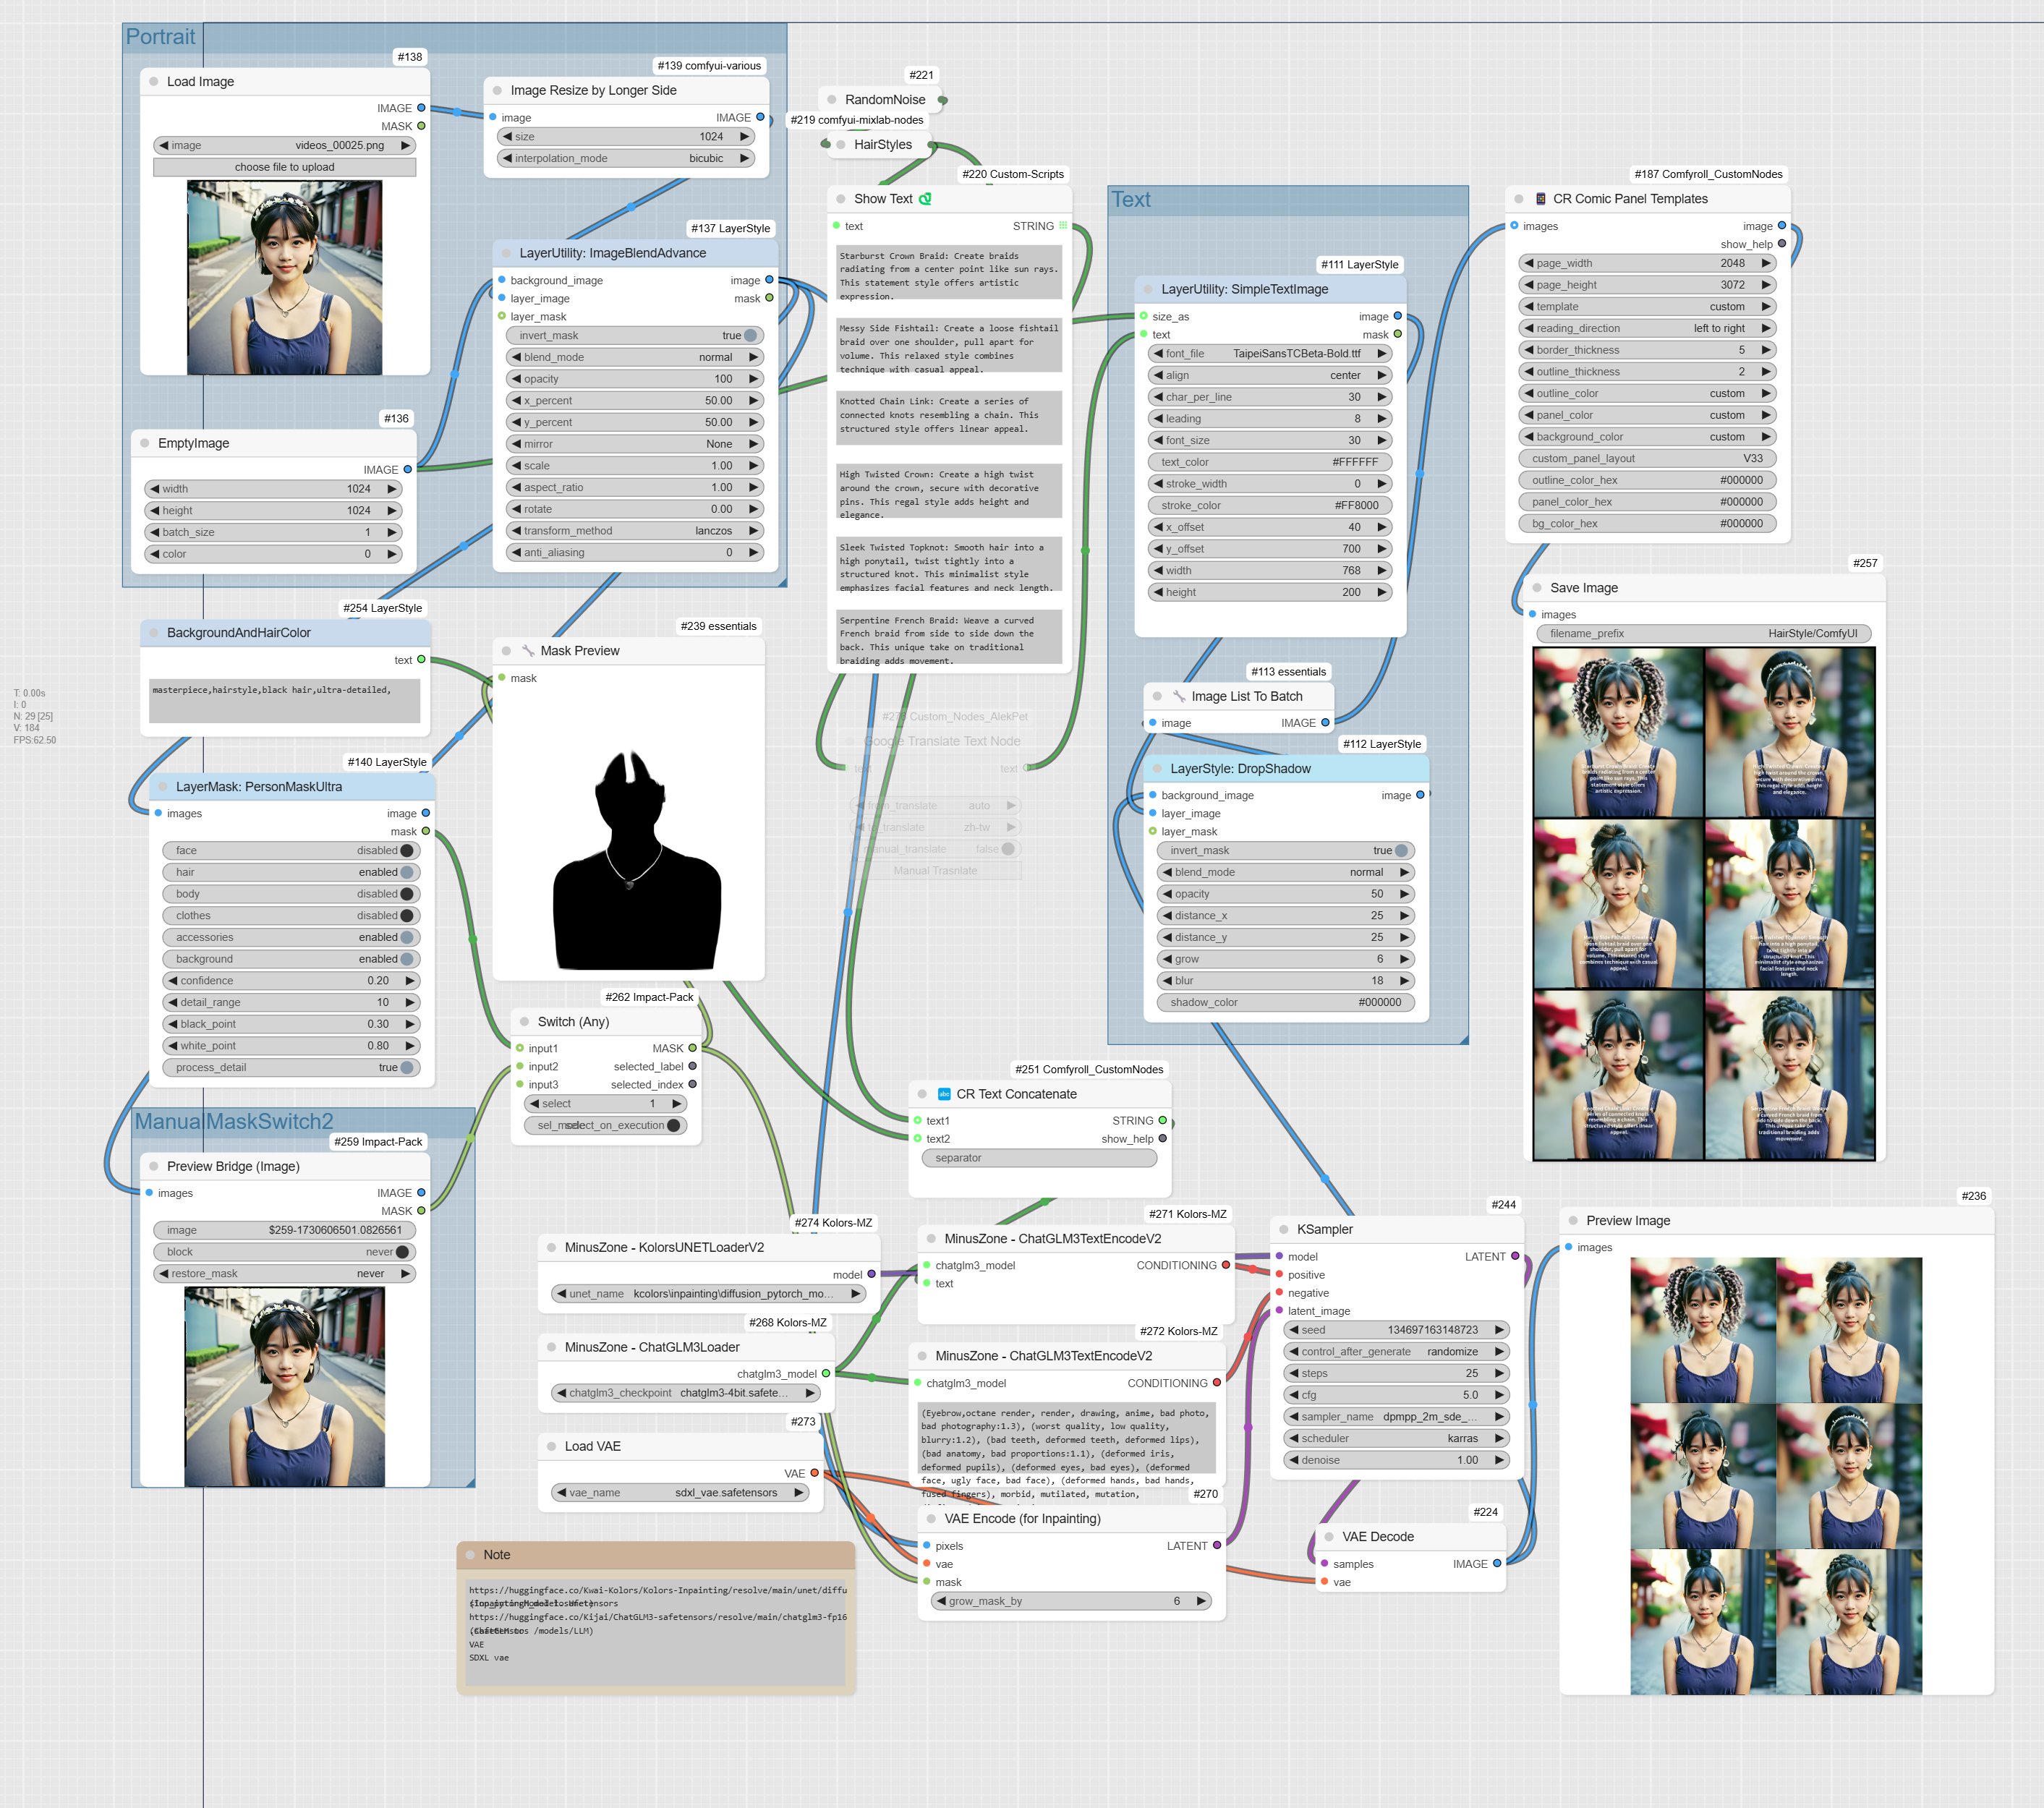 Portrait
#138
Load Image
IMAGE
MASK
image videos_00025.png
choose file to upload
#139 comfyui-various
Image Resize by Longer Side
image IMAGE
size 1024
interpolation_mode bicubic
#137 LayerStyle
LayerUtility: ImageBlendAdvance
background_image image
layer_image mask
layer_mask
invert_mask true
blend_mode normal
opacity 100
x_percent 50.00
y_percent 50.00
mirror None
scale 1.00
aspect_ratio 1.00
rotate 0.00
transform_method lanczos
anti_aliasing 0
#136
EmptyImage
IMAGE
width 1024
height 1024
batch_size 1
color 0
#221
RandomNoise
#219 comfyui-mixlab-nodes
HairStyles
#220 Custom-Scripts
Show Text
text STRING
Starburst Crown Braid: Create braids
radiating from a center point like sun rays.
This statement style offers artistic
expression.
Messy Side Fishtail: Create a loose fishtail
braid over one shoulder, pull apart for
volume. This relaxed style combines
technique with casual appeal.
Knotted Chain Link: Create a series of
connected knots resembling a chain. This
structured style offers linear appeal.
High Twisted Crown: Create a high twist
around the crown, secure with decorative
pins. This regal style adds height and
elegance.
Sleek Twisted Topknot: Smooth hair into a
high ponytail, twist tightly into a
structured knot. This minimalist style
emphasizes facial features and neck length.
Serpentine French Braid: Weave a curved
French braid from side to side down the
back. This unique take on traditional
braiding adds movement.
Custom_Nodes_AlekPet
Google Translate Text Node
text text
from_translate auto
to_translate zh-tw
manual_translate false
Manual Trasnlate
Text
#111 LayerStyle
LayerUtility: SimpleTextImage
size_as image
text mask
font_file TaipeiSansTCBeta-Bold.ttf
align center
char_per_line 30
leading 8
font_size 30
text_color #FFFFFF
stroke_width 0
stroke_color #FF8000
x_offset 40
y_offset 700
width 768
height 200
#113 essentials
Image List To Batch
image IMAGE
#112 LayerStyle
LayerStyle: DropShadow
background_image image
layer_image
layer_mask
invert_mask true
blend_mode normal
opacity 50
distance_x 25
distance_y 25
grow 6
blur 18
shadow_color #000000
#187 Comfyroll_CustomNodes
CR Comic Panel Templates
images image
show_help
page_width 2048
page_height 3072
template custom
reading_direction left to right
border_thickness 5
outline_thickness 2
outline_color custom
panel_color custom
background_color custom
custom_panel_layout V33
outline_color_hex #000000
panel_color_hex #000000
bg_color_hex #000000
#257
Save Image
images
filename_prefix HairStyle/ComfyUI
#254 LayerStyle
BackgroundAndHairColor
text
masterpiece,hairstyle,black hair,ultra-detailed,
T: 0.00s
I: 0
N: 29 [25]
V: 184
FPS:62.50
#239 essentials
Mask Preview
mask
#140 LayerStyle
LayerMask: PersonMaskUltra
images image
mask
face disabled
hair enabled
body disabled
clothes disabled
accessories enabled
background enabled
confidence 0.20
detail_range 10
black_point 0.30
white_point 0.80
process_detail true
#262 Impact-Pack
Switch (Any)
input1 MASK
input2 selected_label
input3 selected_index
select 1
select_on_execution
ManualMaskSwitch2
#259 Impact-Pack
Preview Bridge (Image)
images IMAGE
MASK
image $259-1730606501.0826561
block never
restore_mask never
#251 Comfyroll_CustomNodes
CR Text Concatenate
text1 STRING
text2 show_help
separator
#274 Kolors-MZ
MinusZone - KolorsUNETLoaderV2
model
unet_name kcolors\inpainting\diffusion_pytorch_mo...
#268 Kolors-MZ
MinusZone - ChatGLM3Loader
chatglm3_model
chatglm3_checkpoint chatglm3-4bit.safete...
#273
Load VAE
VAE
vae_name sdxl_vae.safetensors
#271 Kolors-MZ
MinusZone - ChatGLM3TextEncodeV2
chatglm3_model CONDITIONING
text
#272 Kolors-MZ
MinusZone - ChatGLM3TextEncodeV2
chatglm3_model CONDITIONING
(Eyebrow,octane render, render, drawing, anime, bad photo,
bad photography:1.3), (worst quality, low quality,
blurry:1.2), (bad teeth, deformed teeth, deformed lips),
(bad anatomy, bad proportions:1.1), (deformed iris,
deformed pupils), (deformed eyes, bad eyes), (deformed
face, ugly face, bad face), (deformed hands, bad hands,
fused fingers), morbid, mutilated, mutation,
#270
VAE Encode (for Inpainting)
pixels LATENT
vae
mask
grow_mask_by 6
#244
KSampler
model LATENT
positive
negative
latent_image
seed 134697163148723
control_after_generate randomize
steps 25
cfg 5.0
sampler_name dpmpp_2m_sde_...
scheduler karras
denoise 1.00
#224
VAE Decode
samples IMAGE
vae
#236
Preview Image
images
Note
https://huggingface.co/Kwai-Kolors/Kolors-Inpainting/resolve/main/unet/diffu
https://huggingface.co/Kijai/ChatGLM3-safetensors/resolve/main/chatglm3-fp16
/models/LLM)
VAE
SDXL vae